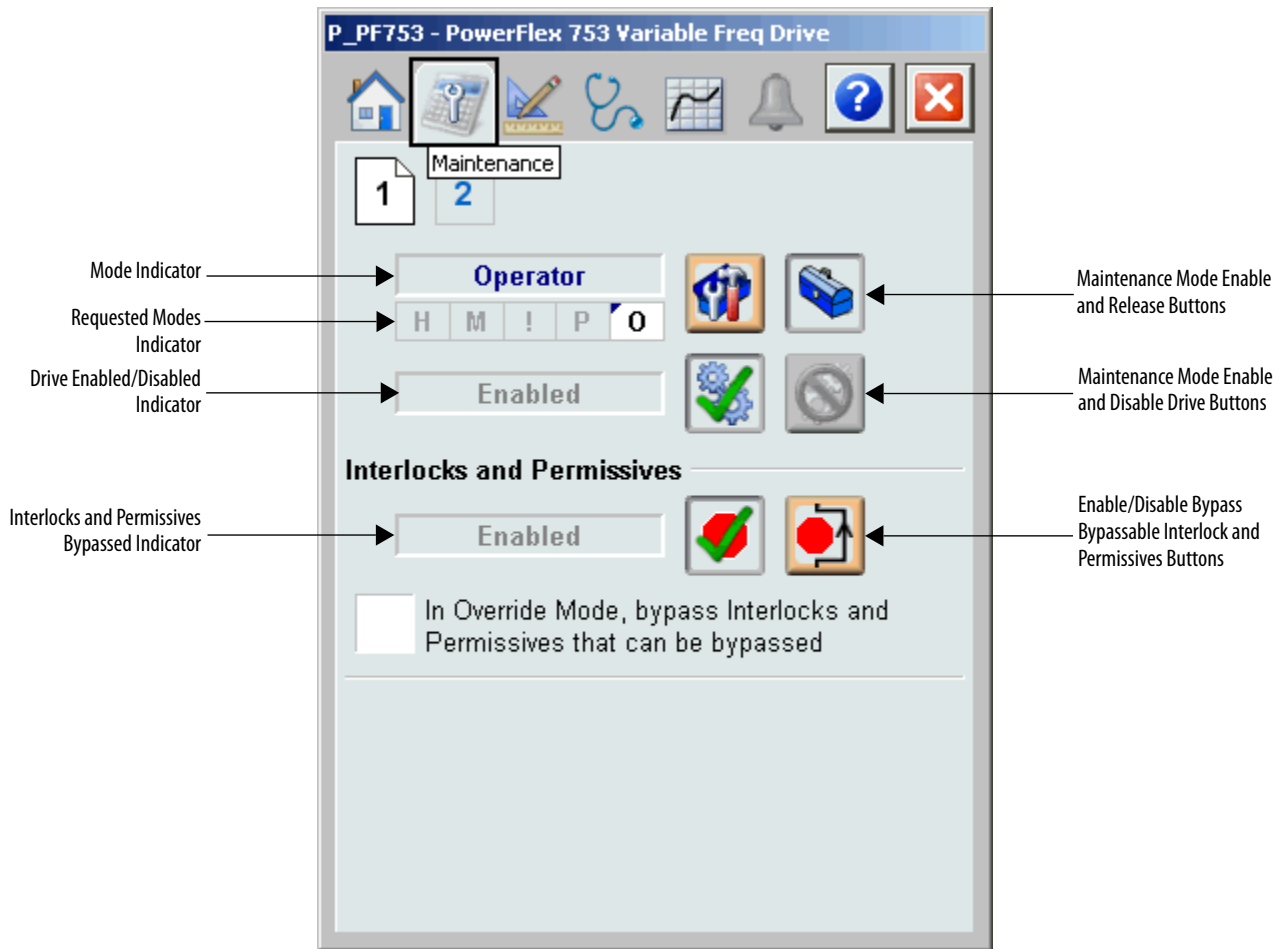 P_PF753 - PowerFlex 753 Variable Freq Drive
?
Maintenance
1
2
Mode Indicator
Operator
Maintenance Mode Enable
and Release Buttons
Requested Modes
Indicator
H M ! P O
Drive Enabled/Disabled
Indicator
Enabled
Maintenance Mode Enable
and Disable Drive Buttons
Interlocks and Permissives
Interlocks and Permissives
Bypassed Indicator
Enabled
Enable/Disable Bypass
Bypassable Interlock and
Permissives Buttons
In Override Mode, bypass Interlocks and
Permissives that can be bypassed